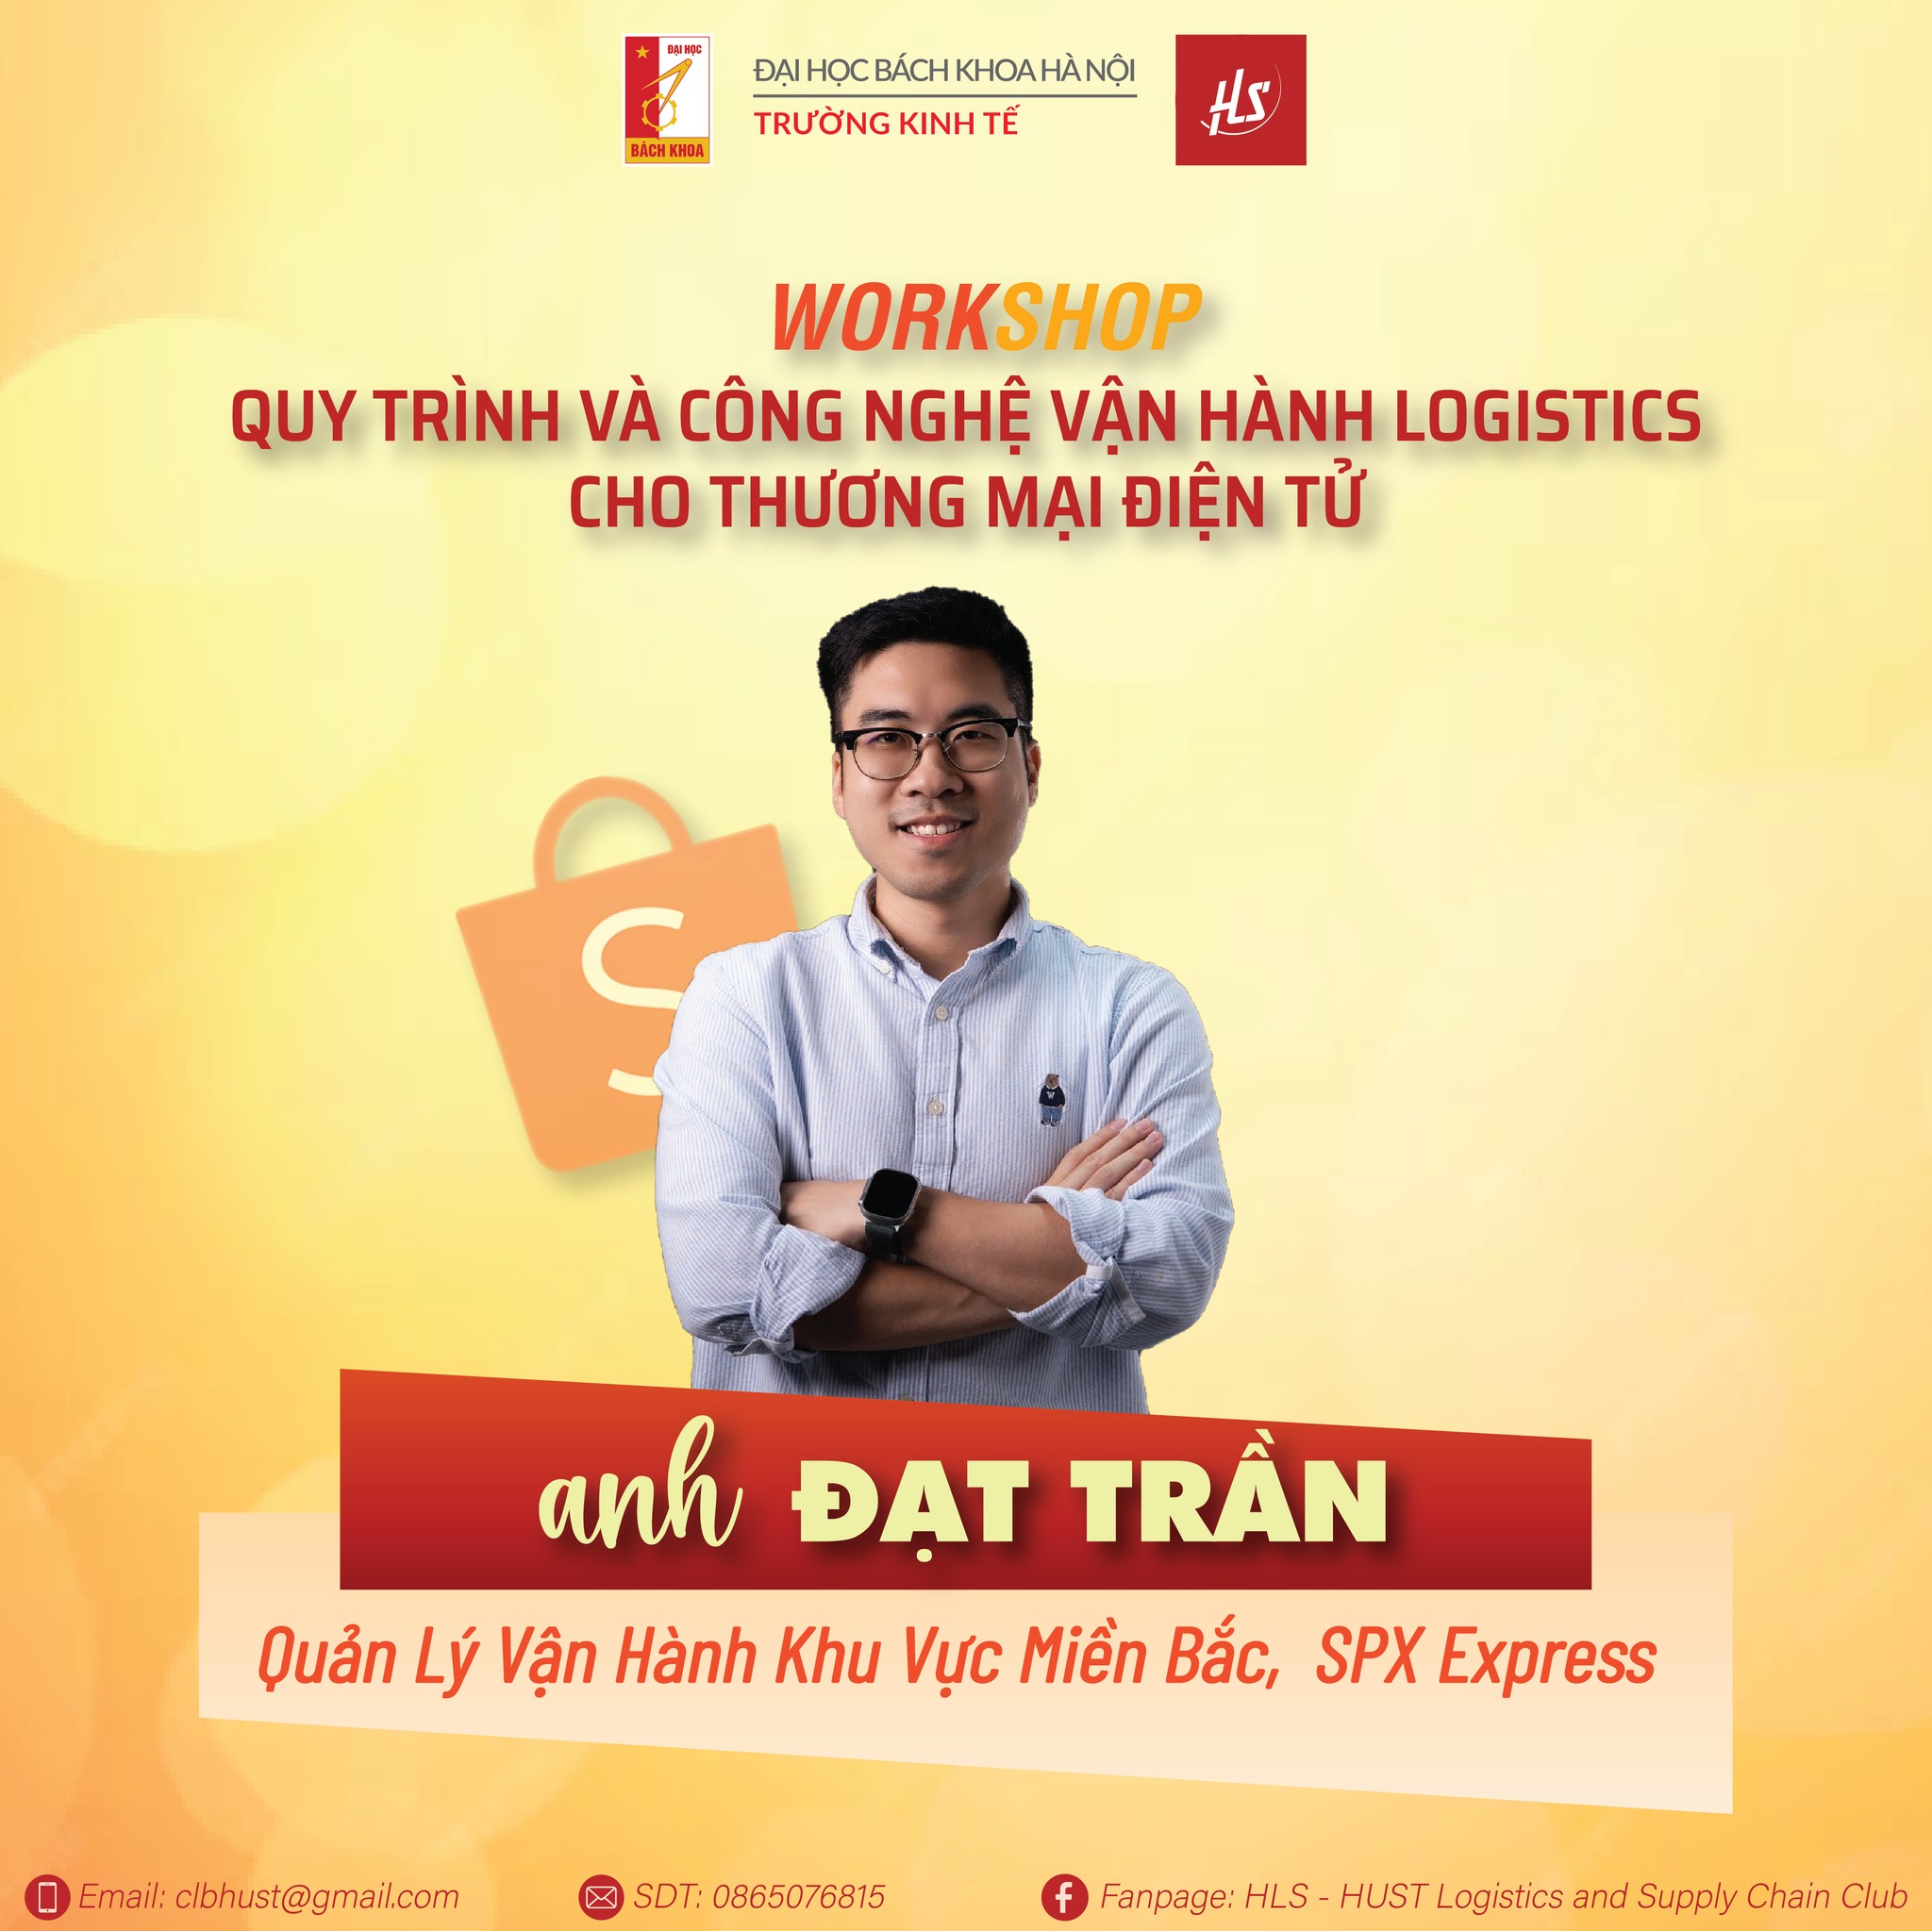 ĐẠI HỌC
BÁCH KHOA
ĐẠI HỌC BÁCH KHOA HÀ NỘI
TRƯỜNG KINH TẾ
HLS
WORKSHOP
QUY TRÌNH VÀ CÔNG NGHỆ VẬN HÀNH LOGISTICS
CHO THƯƠNG MẠI ĐIỆN TỬ
S
anh ĐẠT TRẦN
Quản Lý Vận Hành Khu Vực Miền Bắc, SPX Express
Email: clbhust@gmail.com
SDT: 0865076815
Fanpage: HLS - HUST Logistics and Supply Chain Club